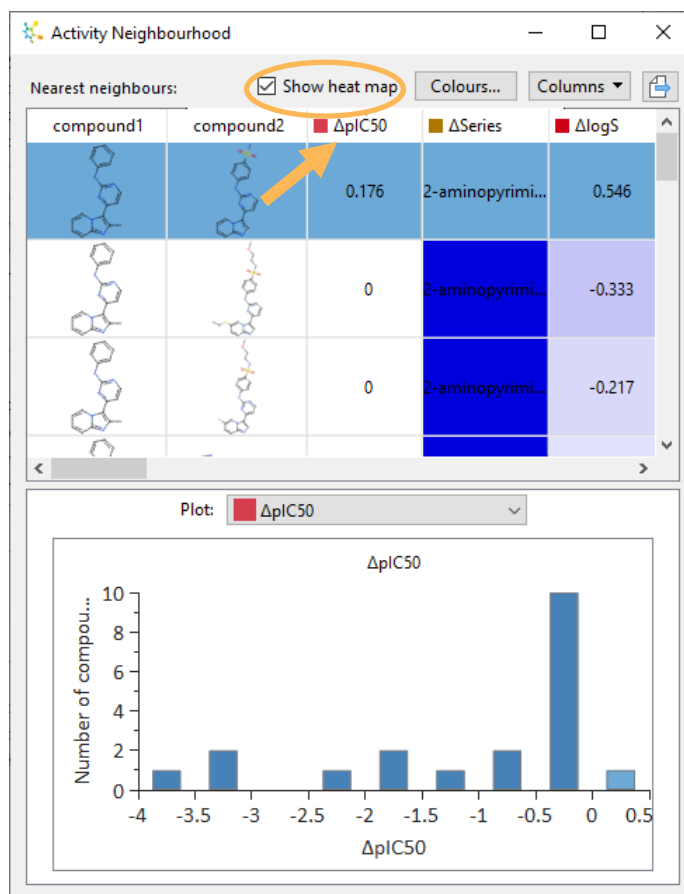 Activity Neighbourhood
Nearest neighbours: Show heat map Colours... Columns
compound1 compound2 ΔpIC50 ΔSeries ΔlogS
0.176 2-aminopyrimi... 0.546
0 2-aminopyrimi... -0.333
0 2-aminopyrimi... -0.217
Plot: ΔpIC50
ΔpIC50
Number of compou...
10
8
6
4
2
0
-4 -3.5 -3 -2.5 -2 -1.5 -1 -0.5 0 0.5
ΔpIC50